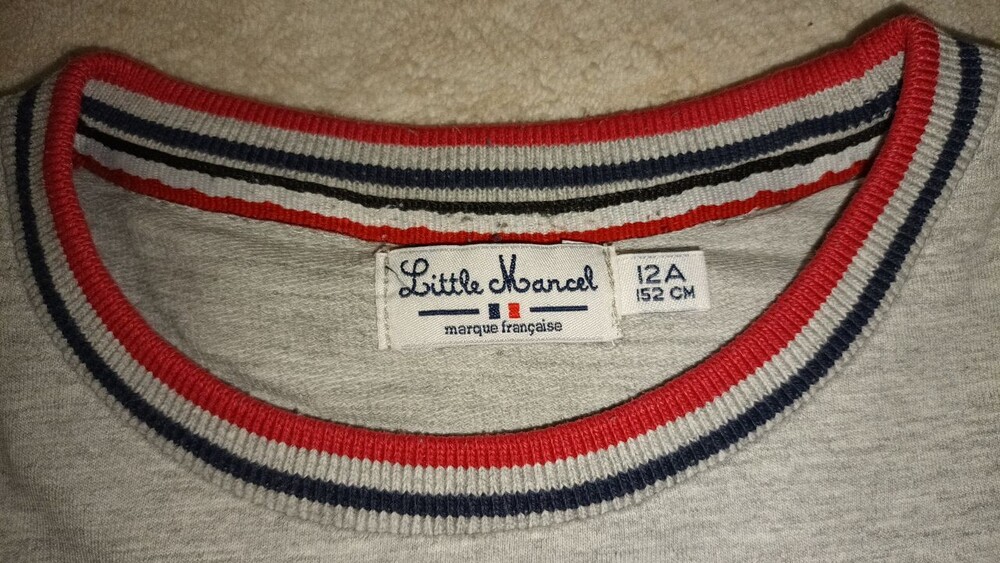 Little Marcel
marque française
12A
152 CM